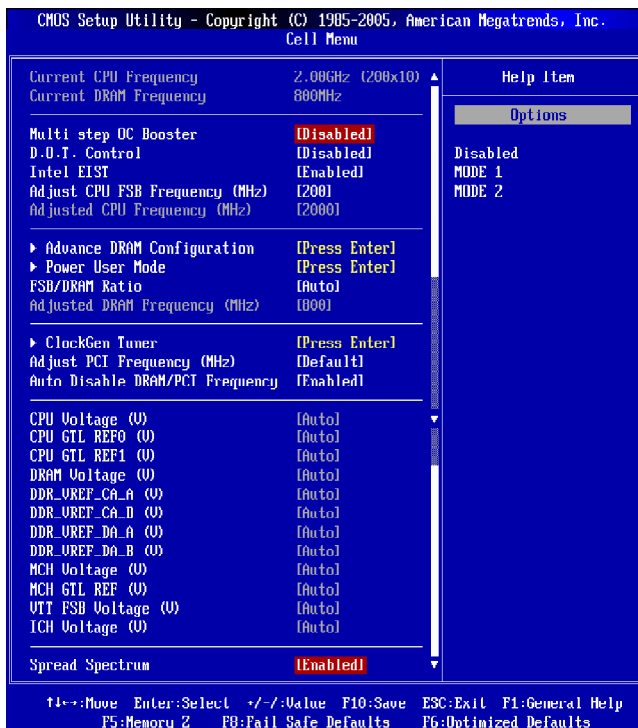 CMOS Setup Utility - Copyright (C) 1985-2005, American Megatrends, Inc.
Cell Menu
Current CPU Frequency 2.00GHz (200x10)
Current DRAM Frequency 800MHz
Help Item
Options
Multi step OC Booster [Disabled]
D.O.T. Control [Disabled]
Intel EIST [Enabled]
Adjust CPU FSB Frequency (MHz) [200]
Adjusted CPU Frequency (MHz) [2000]
Disabled
MODE 1
MODE 2
Advance DRAM Configuration [Press Enter]
Power User Mode [Press Enter]
FSB/DRAM Ratio [Auto]
Adjusted DRAM Frequency (MHz) [800]
ClockGen Tuner [Press Enter]
Adjust PCI Frequency (MHz) [Default]
Auto Disable DRAM/PCI Frequency [Enabled]
CPU Voltage (V) [Auto]
CPU GTL REF0 (V) [Auto]
CPU GTL REF1 (V) [Auto]
DRAM Voltage (V) [Auto]
DDR_VREF_CA_A (V) [Auto]
DDR_VREF_CA_B (V) [Auto]
DDR_VREF_DA_A (V) [Auto]
DDR_VREF_DA_B (V) [Auto]
MCH Voltage (V) [Auto]
MCH GTL REF (V) [Auto]
VTT FSB Voltage (V) [Auto]
ICH Voltage (V) [Auto]
Spread Spectrum [Enabled]
↑↓←→:Move Enter:Select +/-/:Value F10:Save ESC:Exit F1:General Help
F5:Memory Z F8:Fail Safe Defaults F6:Optimized Defaults